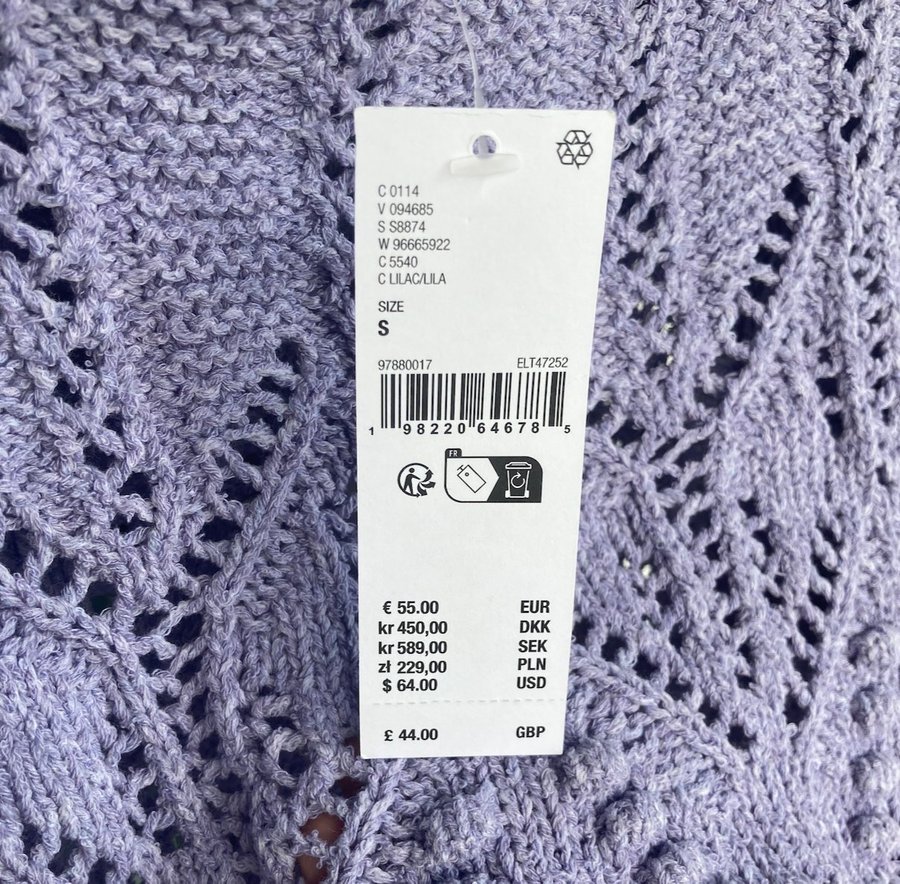 C 0114
V 094685
S S8874
W 96665922
C 5540
C LILAC/LILA
SIZE
S
97880017 ELT47252
1 98220 64678 5
FR
€ 55.00 EUR
kr 450,00 DKK
kr 589,00 SEK
zł 229,00 PLN
$ 64.00 USD
£ 44.00 GBP